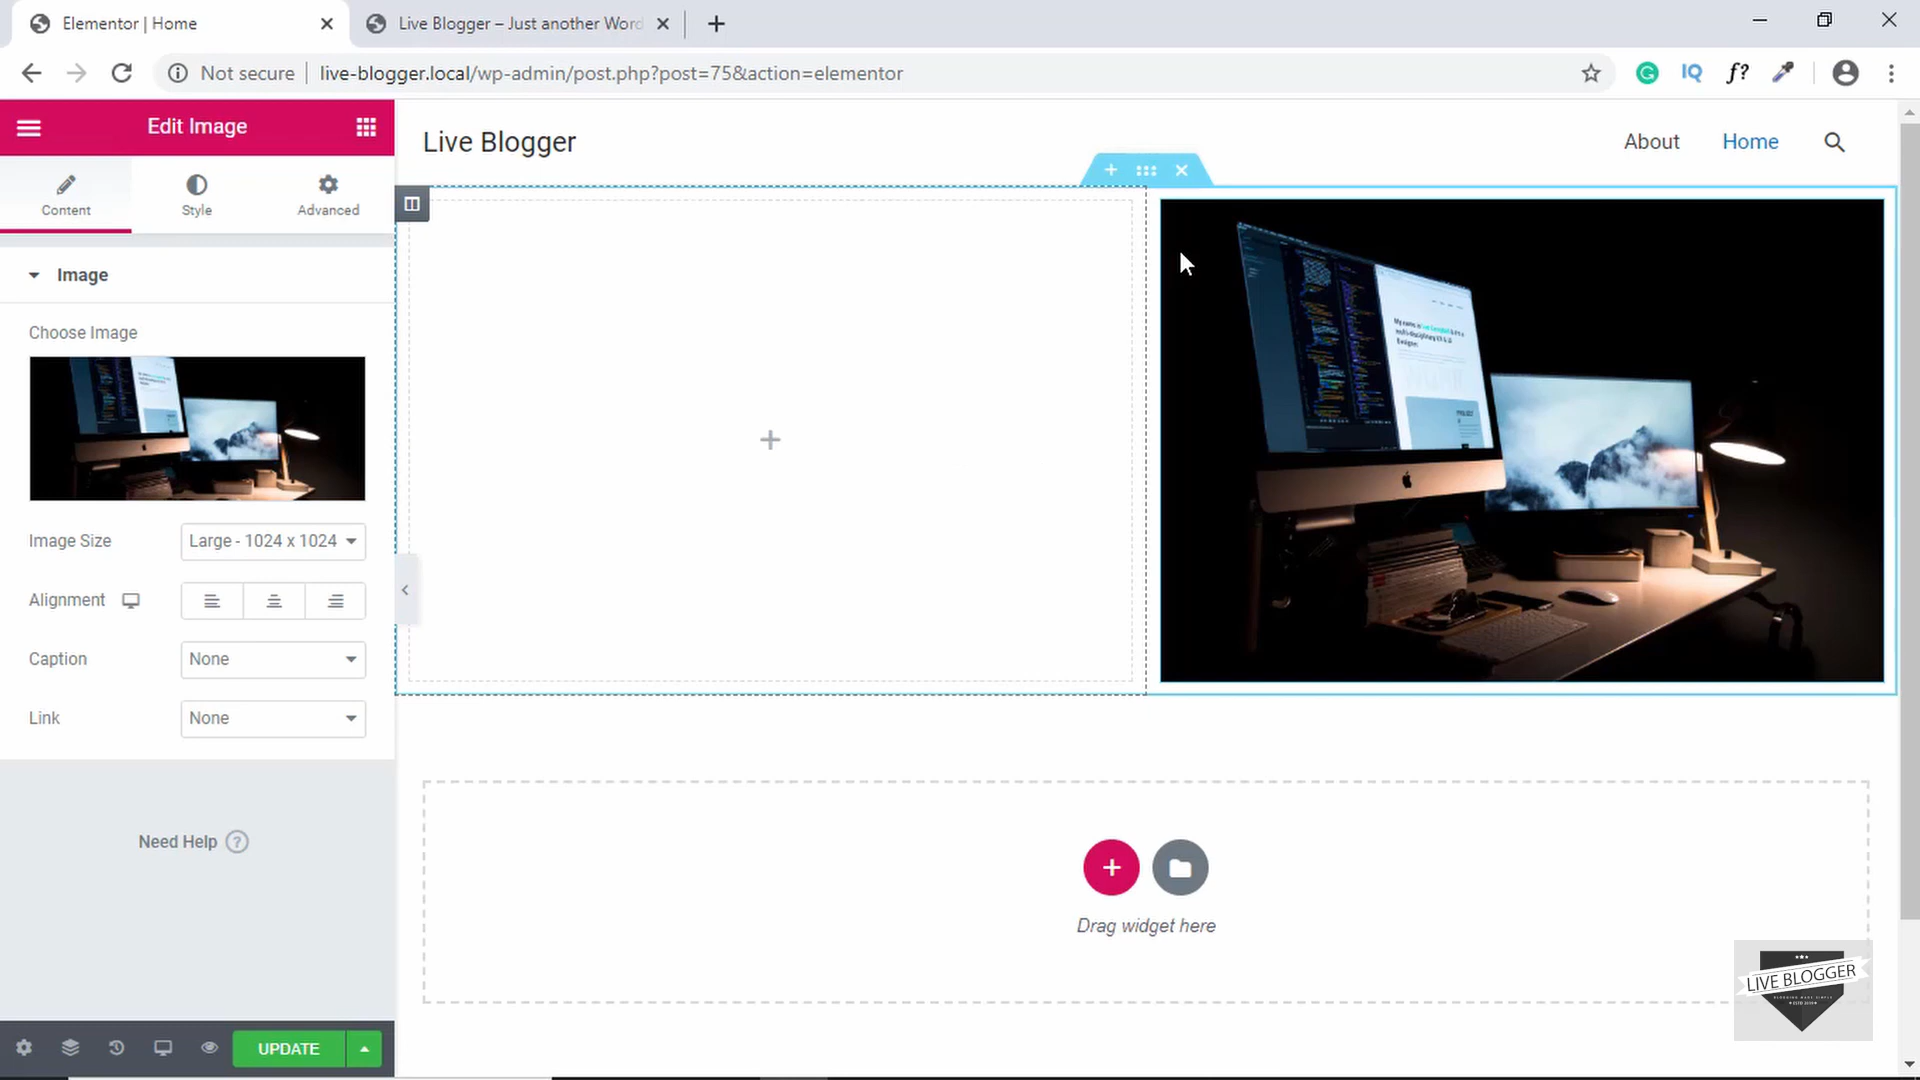 Elementor | Home
Live Blogger – Just another Word
Not secure
live-blogger.local/wp-admin/post.php?post=75&action=elementor
IQ
f?
Edit Image
Content
Style
Advanced
Image
Choose Image
Image Size
Large - 1024 x 1024
Alignment
Caption
None
Link
None
Need Help
?
UPDATE
Live Blogger
About
Home
Drag widget here
LIVE BLOGGER